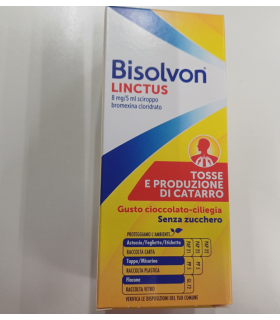 Bisolvon®
LINCTUS
8 mg/5 ml sciroppo
bromexina cloridrato
TOSSE
E PRODUZIONE
DI CATARRO
Gusto cioccolato-ciliegia
Senza zucchero
PROTEGGIAMO L'AMBIENTE
Astuccio/Foglietto/Etichetta
RACCOLTA CARTA
Tappo/Misurino
RACCOLTA PLASTICA
Flacone
RACCOLTA VETRO
VERIFICA LE DISPOSIZIONI DEL TUO COMUNE